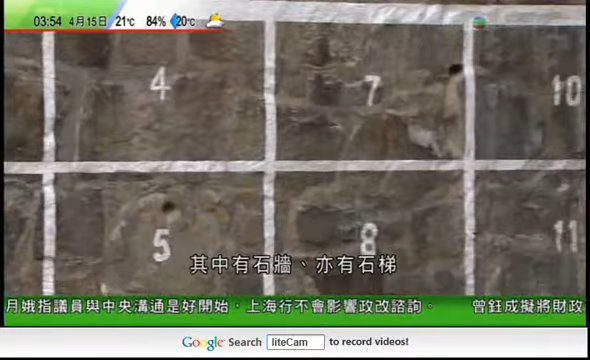 03:54 4月15日 21℃ 84% 20℃
4 7 10
5 8 11
其中有石牆、亦有石梯
月娥指議員與中央溝通是好開始，上海行不會影響政改諮詢。 曾鈺成擬將財政
Google Search liteCam to record videos!